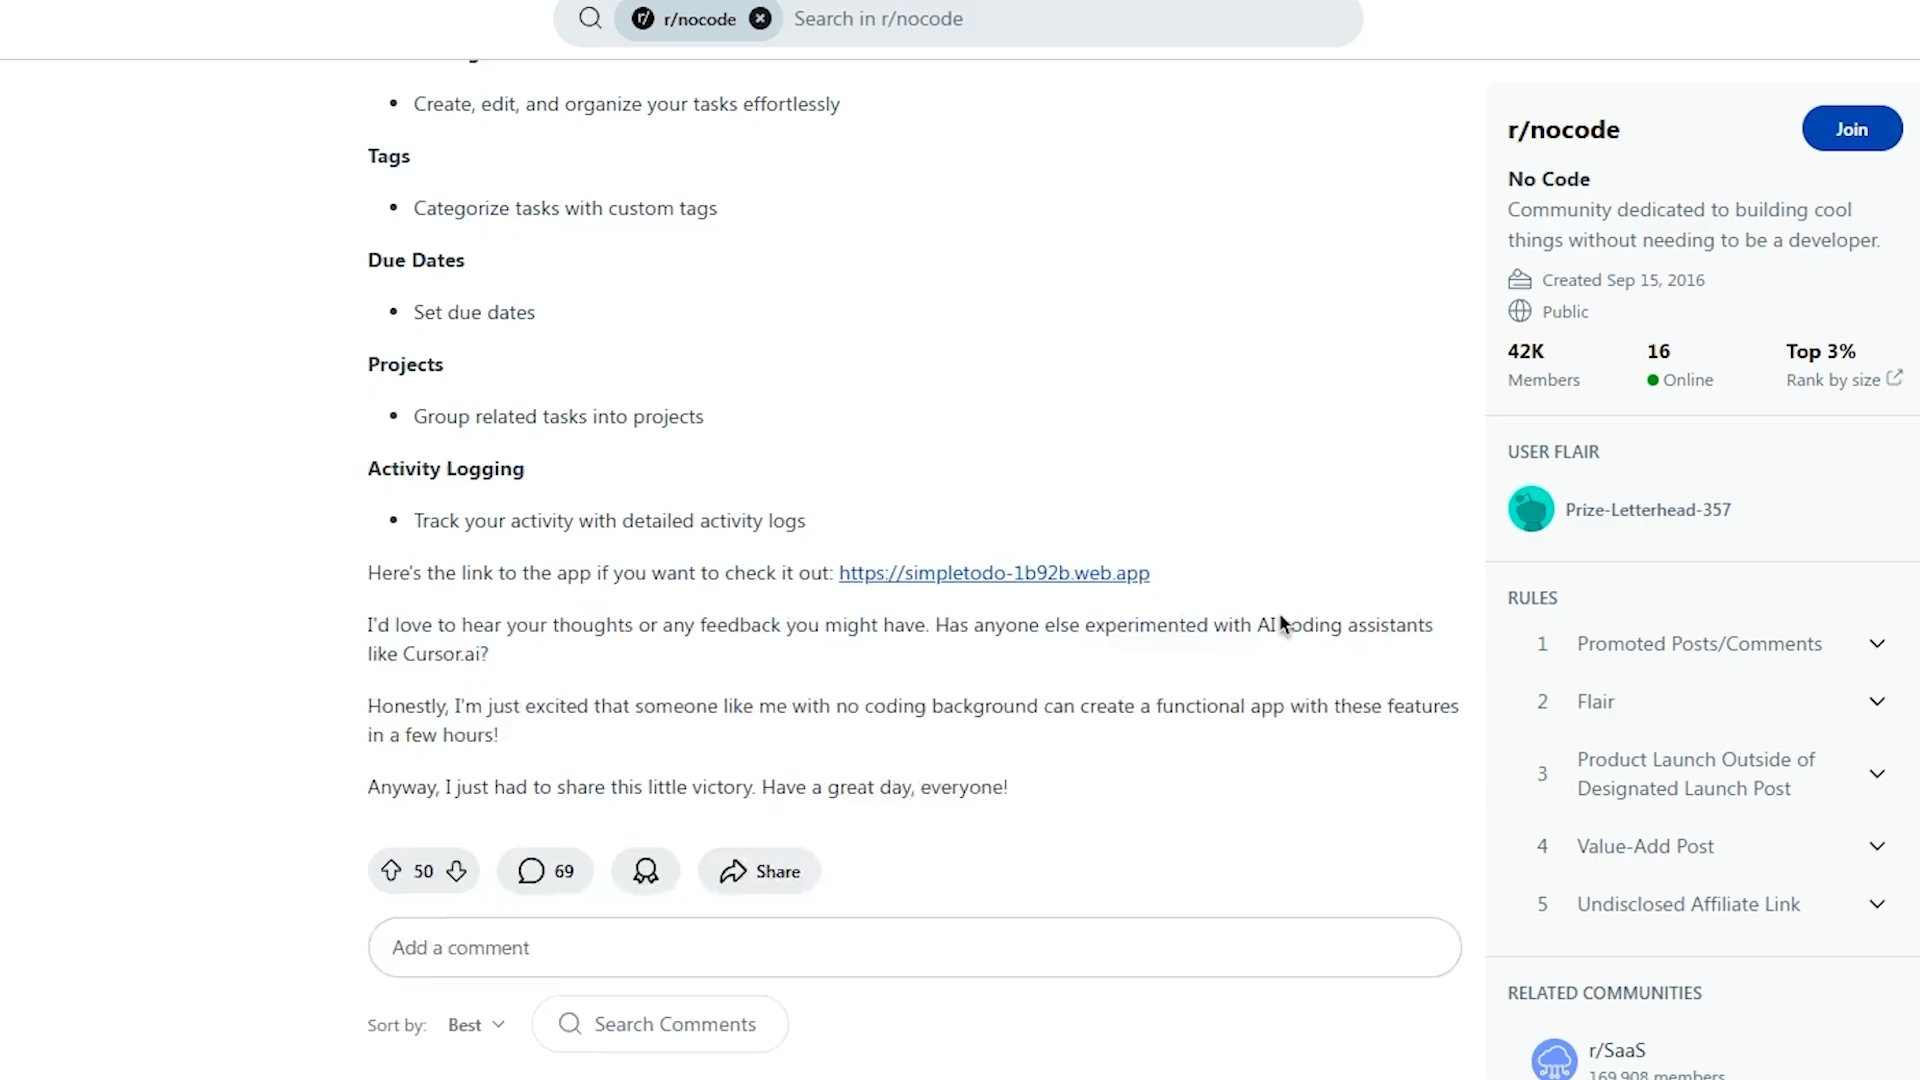 r/nocode
Search in r/nocode
Create, edit, and organize your tasks effortlessly
Tags
Categorize tasks with custom tags
Due Dates
Set due dates
Projects
Group related tasks into projects
Activity Logging
Track your activity with detailed activity logs
Here's the link to the app if you want to check it out: https://simpletodo-1b92b.web.app
I'd love to hear your thoughts or any feedback you might have. Has anyone else experimented with AI coding assistants
like Cursor.ai?
Honestly, I'm just excited that someone like me with no coding background can create a functional app with these features
in a few hours!
Anyway, I just had to share this little victory. Have a great day, everyone!
50
69
Share
Add a comment
Sort by: Best
Search Comments
r/nocode
Join
No Code
Community dedicated to building cool
things without needing to be a developer.
Created Sep 15, 2016
Public
42K 16 Top 3%
Members Online Rank by size
USER FLAIR
Prize-Letterhead-357
RULES
1 Promoted Posts/Comments
2 Flair
3 Product Launch Outside of
Designated Launch Post
4 Value-Add Post
5 Undisclosed Affiliate Link
RELATED COMMUNITIES
r/SaaS
169,908 members